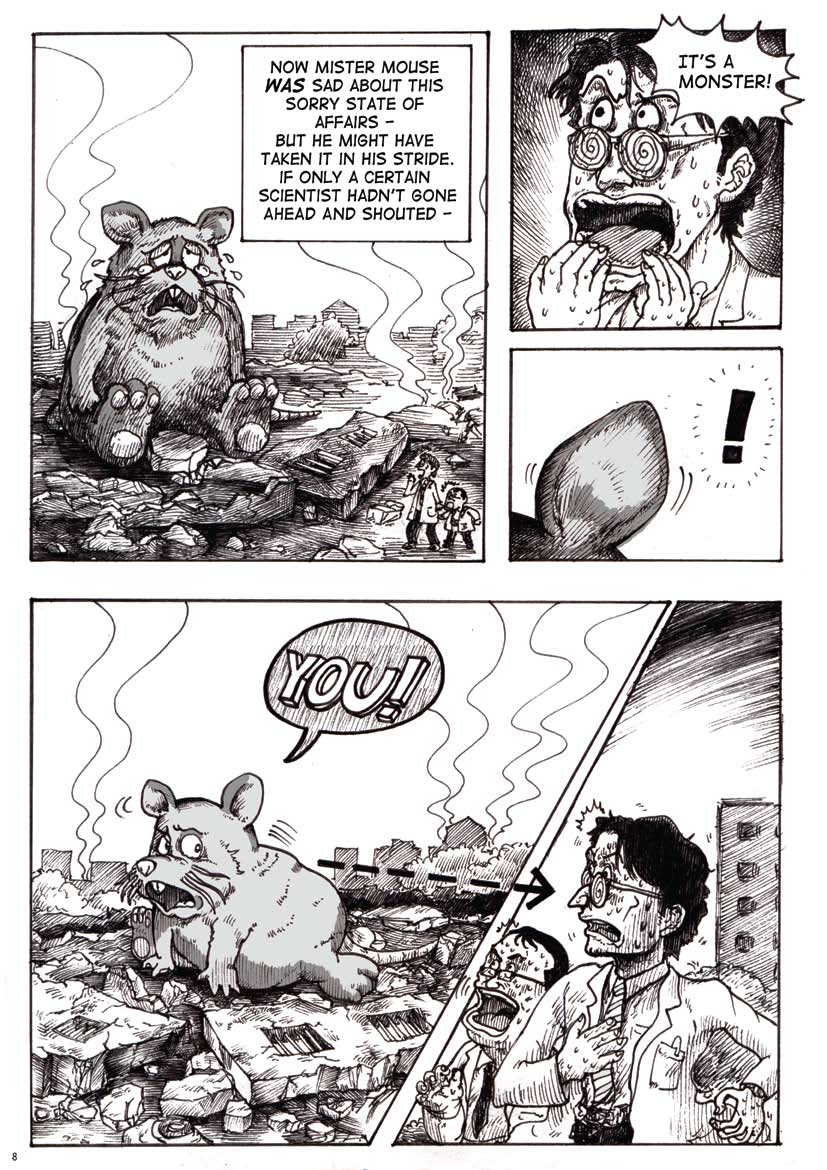 NOW MISTER MOUSE
WAS SAD ABOUT THIS
SORRY STATE OF
AFFAIRS –
BUT HE MIGHT HAVE
TAKEN IT IN HIS STRIDE.
IF ONLY A CERTAIN
SCIENTIST HADN'T GONE
AHEAD AND SHOUTED –
IT'S A
MONSTER!
!
YOU!
8